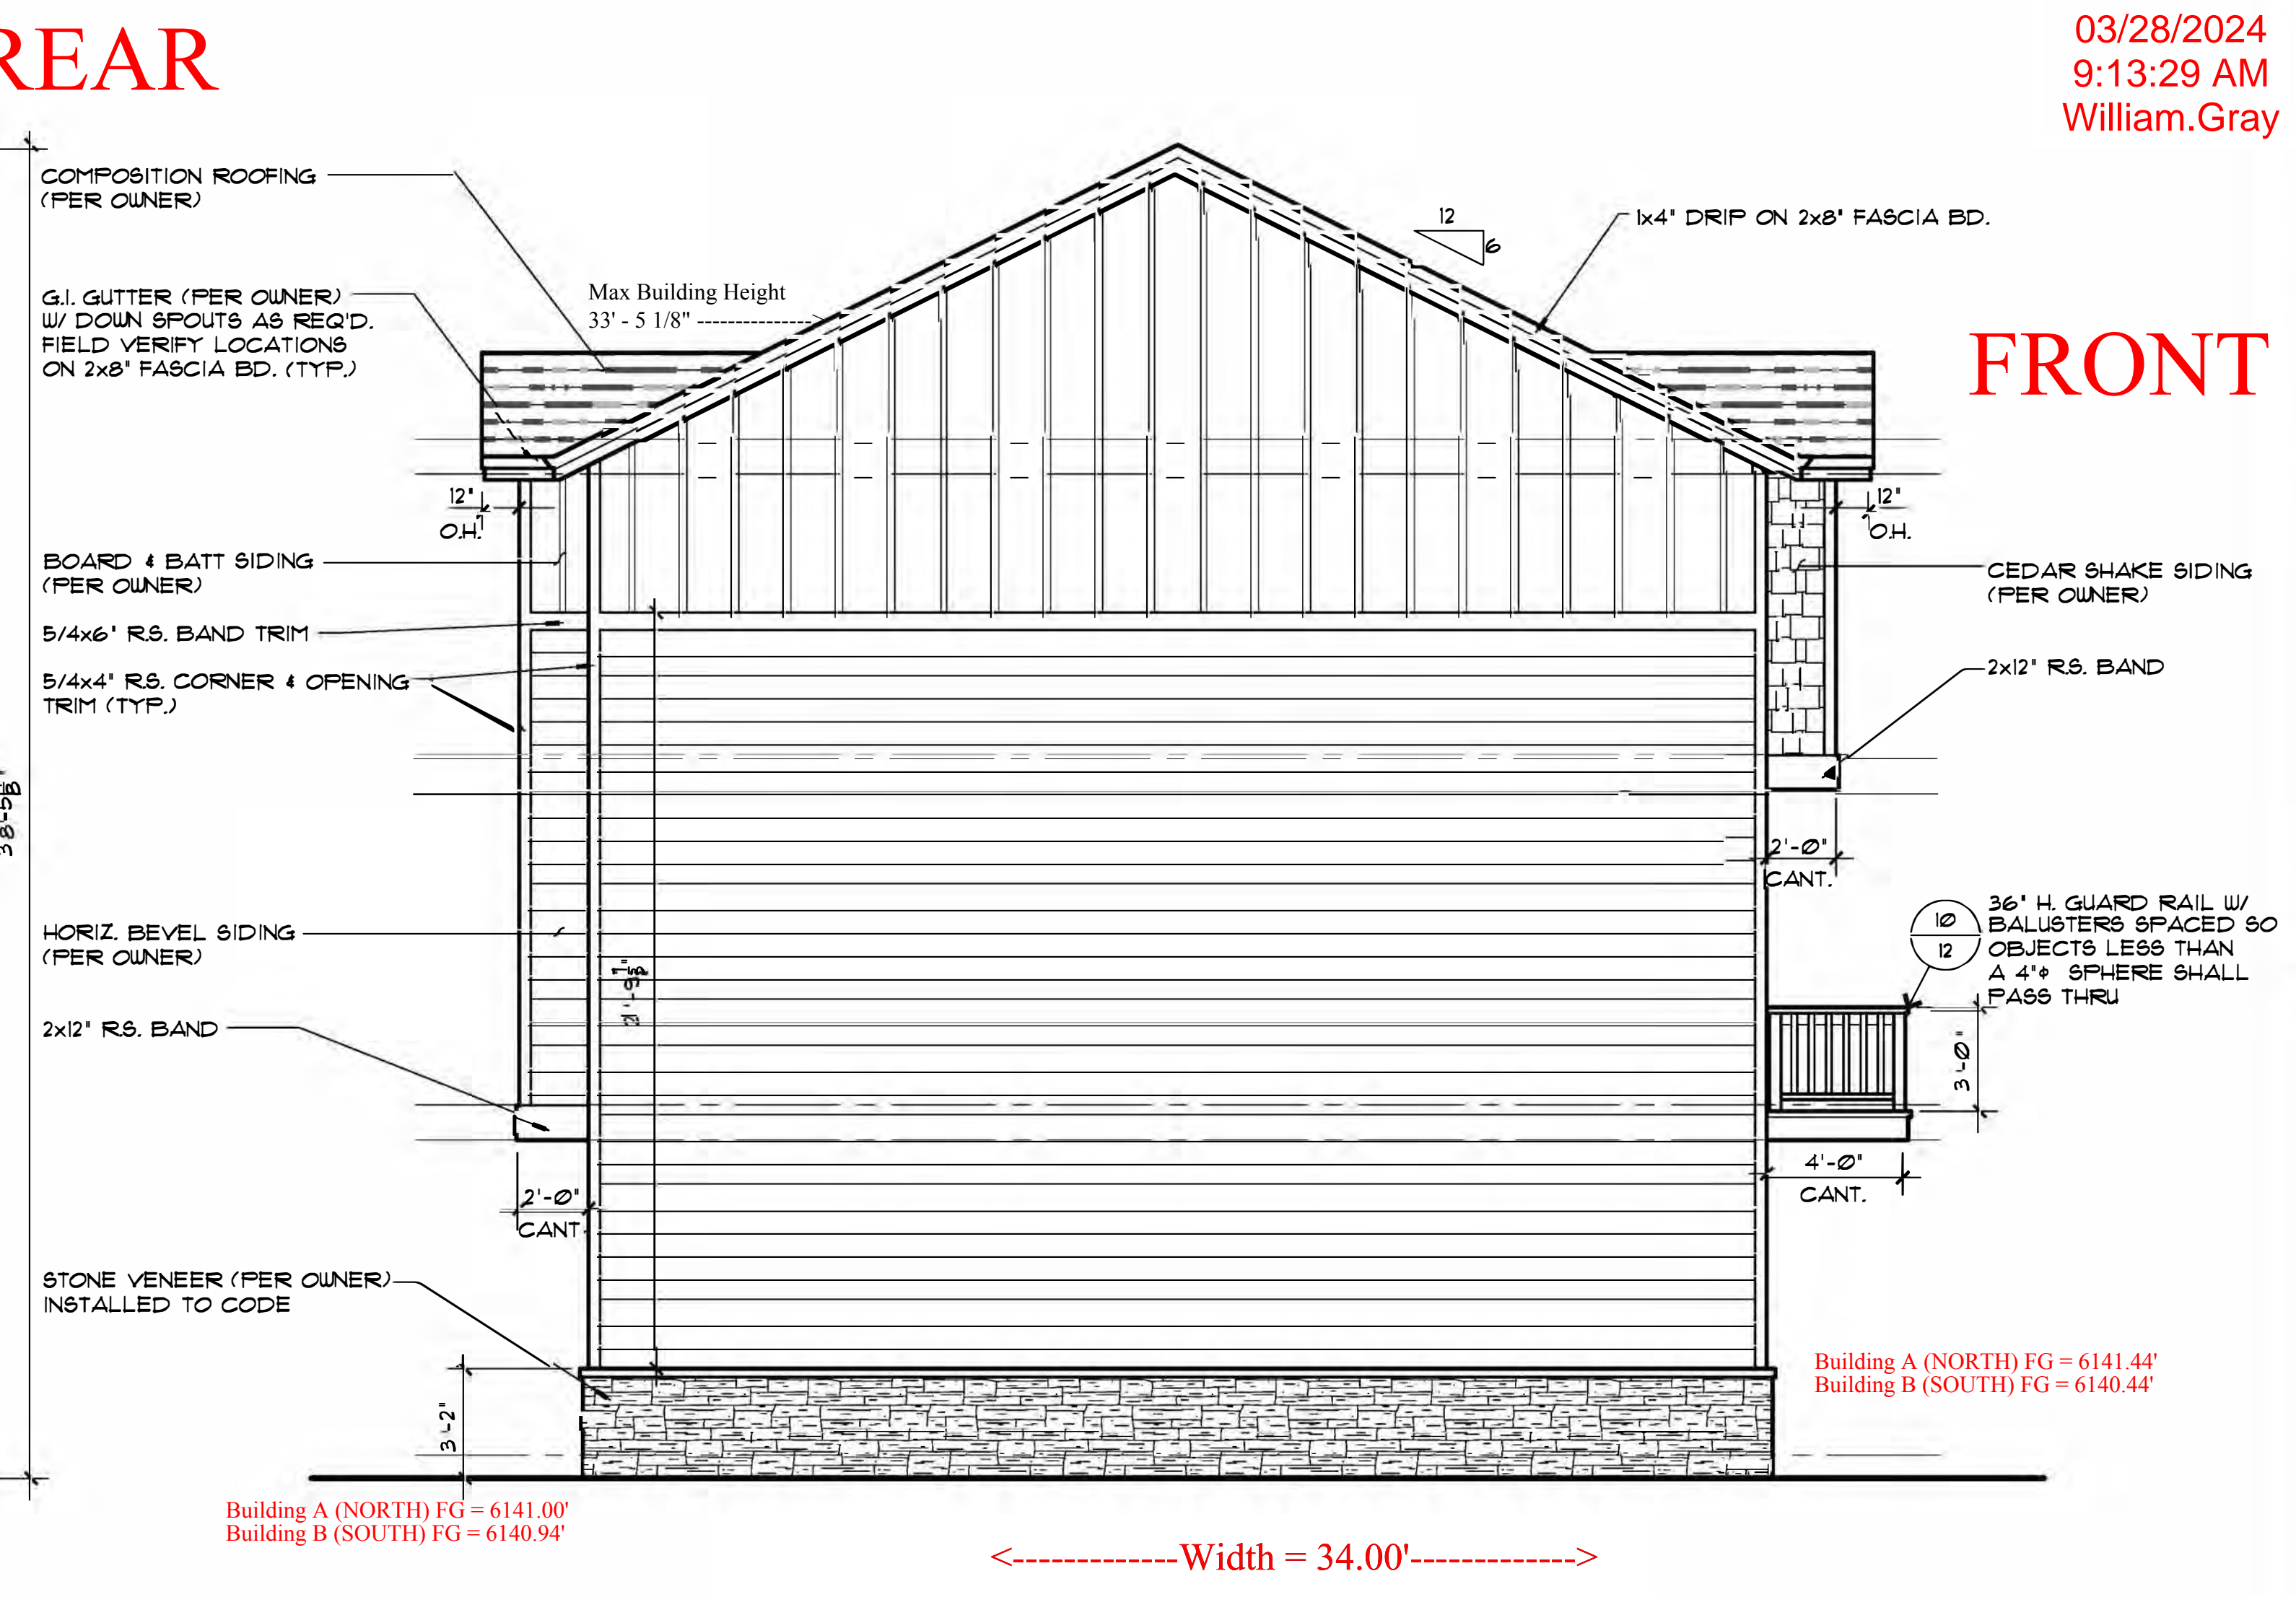 REAR
03/28/2024
9:13:29 AM
William.Gray
COMPOSITION ROOFING
(PER OWNER)
G.I. GUTTER (PER OWNER)
W/ DOWN SPOUTS AS REQ'D.
FIELD VERIFY LOCATIONS
ON 2x8" FASCIA BD. (TYP.)
Max Building Height
33' - 5 1/8" --------------
12
6
1x4" DRIP ON 2x8" FASCIA BD.
FRONT
12"
O.H.
12"
O.H.
BOARD & BATT SIDING
(PER OWNER)
5/4x6" R.S. BAND TRIM
5/4x4" R.S. CORNER & OPENING
TRIM (TYP.)
CEDAR SHAKE SIDING
(PER OWNER)
2x12" R.S. BAND
2'-0"
CANT.
HORIZ. BEVEL SIDING
(PER OWNER)
10
12
36" H. GUARD RAIL W/
BALUSTERS SPACED SO
OBJECTS LESS THAN
A 4"φ SPHERE SHALL
PASS THRU
3'-0"
2x12" R.S. BAND
2'-0"
CANT.
4'-0"
CANT.
STONE VENEER (PER OWNER)
INSTALLED TO CODE
3'-2"
Building A (NORTH) FG = 6141.44'
Building B (SOUTH) FG = 6140.44'
Building A (NORTH) FG = 6141.00'
Building B (SOUTH) FG = 6140.94'
<-------------Width = 34.00'------------->